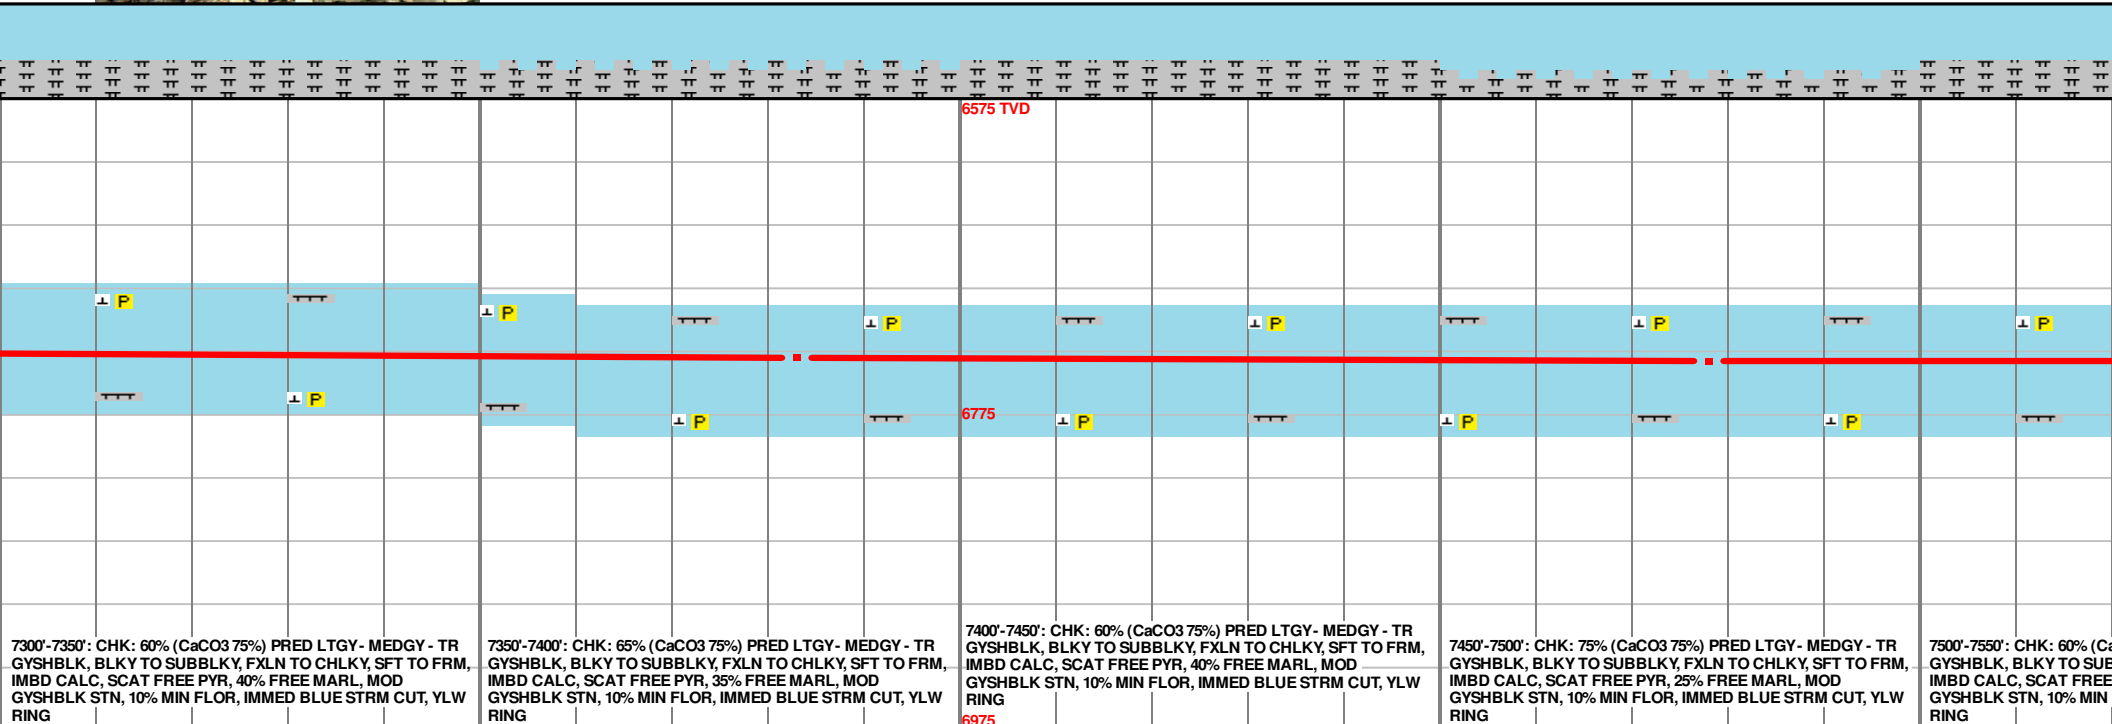 6575 TVD
P
P
P
P
P
P
P
6775
P
P
P
P
P
7300'-7350': CHK: 60% (CaCO3 75%) PRED LTGY - MEDGY - TR
GYSHBLK, BLKY TO SUBBLKY, FXLN TO CHLKY, SFT TO FRM,
IMBD CALC, SCAT FREE PYR, 40% FREE MARL, MOD
GYSHBLK STN, 10% MIN FLOR, IMMED BLUE STRM CUT, YLW
RING
7350'-7400': CHK: 65% (CaCO3 75%) PRED LTGY - MEDGY - TR
GYSHBLK, BLKY TO SUBBLKY, FXLN TO CHLKY, SFT TO FRM,
IMBD CALC, SCAT FREE PYR, 35% FREE MARL, MOD
GYSHBLK STN, 10% MIN FLOR, IMMED BLUE STRM CUT, YLW
RING
7400'-7450': CHK: 60% (CaCO3 75%) PRED LTGY - MEDGY - TR
GYSHBLK, BLKY TO SUBBLKY, FXLN TO CHLKY, SFT TO FRM,
IMBD CALC, SCAT FREE PYR, 40% FREE MARL, MOD
GYSHBLK STN, 10% MIN FLOR, IMMED BLUE STRM CUT, YLW
RING
6975
7450'-7500': CHK: 75% (CaCO3 75%) PRED LTGY - MEDGY - TR
GYSHBLK, BLKY TO SUBBLKY, FXLN TO CHLKY, SFT TO FRM,
IMBD CALC, SCAT FREE PYR, 25% FREE MARL, MOD
GYSHBLK STN, 10% MIN FLOR, IMMED BLUE STRM CUT, YLW
RING
7500'-7550': CHK: 60% (Ca
GYSHBLK, BLKY TO SUB
IMBD CALC, SCAT FREE
GYSHBLK STN, 10% MIN
RING